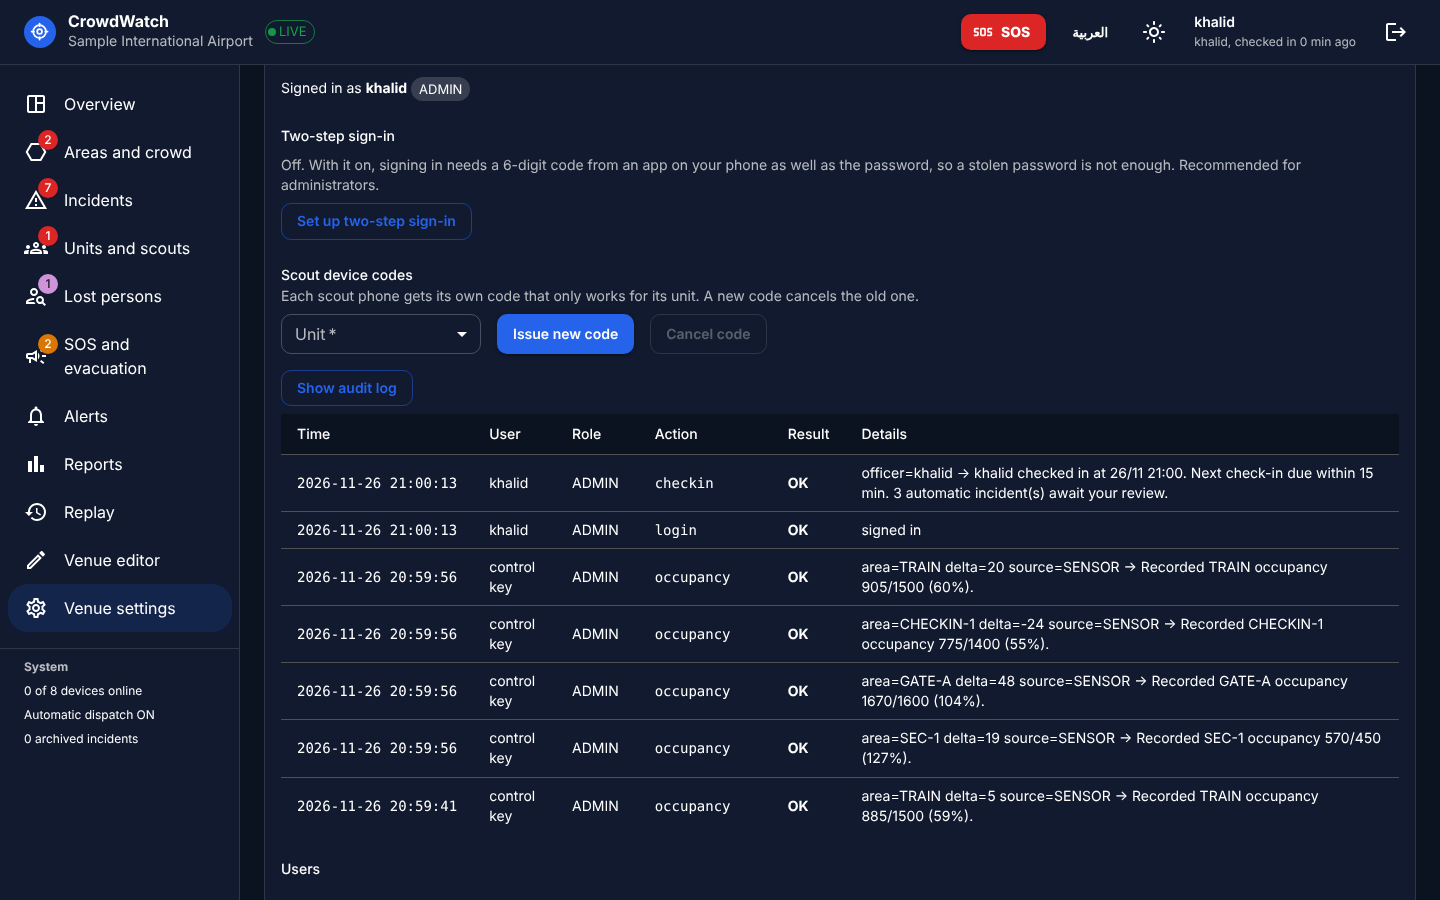 CrowdWatch
Sample International Airport
LIVE
SOS SOS
العربية
khalid
khalid, checked in 0 min ago
Overview
2
Areas and crowd
7
Incidents
1
Units and scouts
1
Lost persons
2
SOS and
evacuation
Alerts
Reports
Replay
Venue editor
Venue settings
System
0 of 8 devices online
Automatic dispatch ON
0 archived incidents
Signed in as khalid ADMIN
Two-step sign-in
Off. With it on, signing in needs a 6-digit code from an app on your phone as well as the password, so a stolen password is not enough. Recommended for
administrators.
Set up two-step sign-in
Scout device codes
Each scout phone gets its own code that only works for its unit. A new code cancels the old one.
Unit * Issue new code Cancel code
Show audit log
Time User Role Action Result Details
2026-11-26 21:00:13 khalid ADMIN checkin OK officer=khalid → khalid checked in at 26/11 21:00. Next check-in due within 15
min. 3 automatic incident(s) await your review.
2026-11-26 21:00:13 khalid ADMIN login OK signed in
2026-11-26 20:59:56 control key ADMIN occupancy OK area=TRAIN delta=20 source=SENSOR → Recorded TRAIN occupancy
905/1500 (60%).
2026-11-26 20:59:56 control key ADMIN occupancy OK area=CHECKIN-1 delta=-24 source=SENSOR → Recorded CHECKIN-1
occupancy 775/1400 (55%).
2026-11-26 20:59:56 control key ADMIN occupancy OK area=GATE-A delta=48 source=SENSOR → Recorded GATE-A occupancy
1670/1600 (104%).
2026-11-26 20:59:56 control key ADMIN occupancy OK area=SEC-1 delta=19 source=SENSOR → Recorded SEC-1 occupancy 570/450
(127%).
2026-11-26 20:59:41 control key ADMIN occupancy OK area=TRAIN delta=5 source=SENSOR → Recorded TRAIN occupancy
885/1500 (59%).
Users